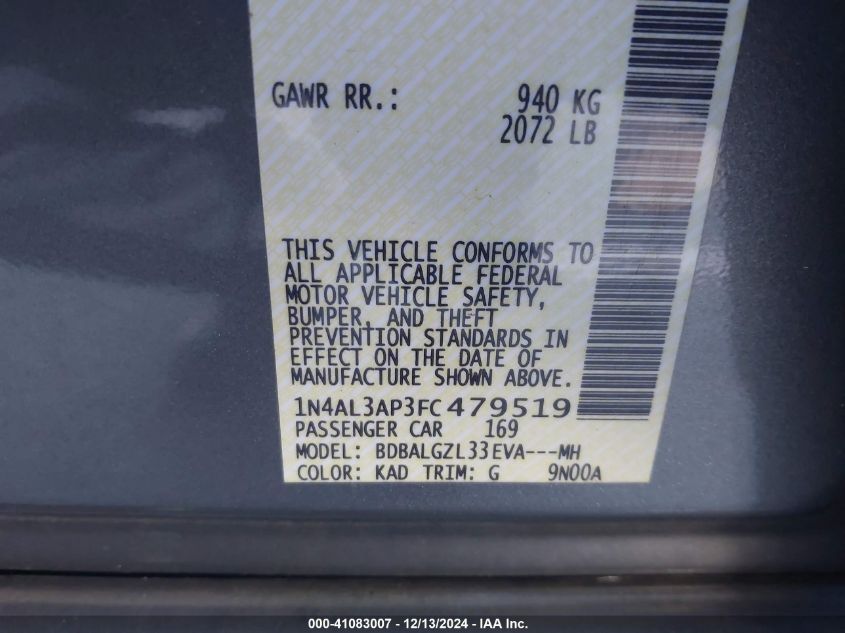 GAWR RR.: 940 KG
2072 LB
THIS VEHICLE CONFORMS TO
ALL APPLICABLE FEDERAL
MOTOR VEHICLE SAFETY,
BUMPER, AND THEFT
PREVENTION STANDARDS IN
EFFECT ON THE DATE OF
MANUFACTURE SHOWN ABOVE.
1N4AL3AP3FC479519
PASSENGER CAR 169
MODEL: BDBALGZL33EVA---MH
COLOR: KAD TRIM: G 9N00A
000-41083007 - 12/13/2024 - IAA Inc.